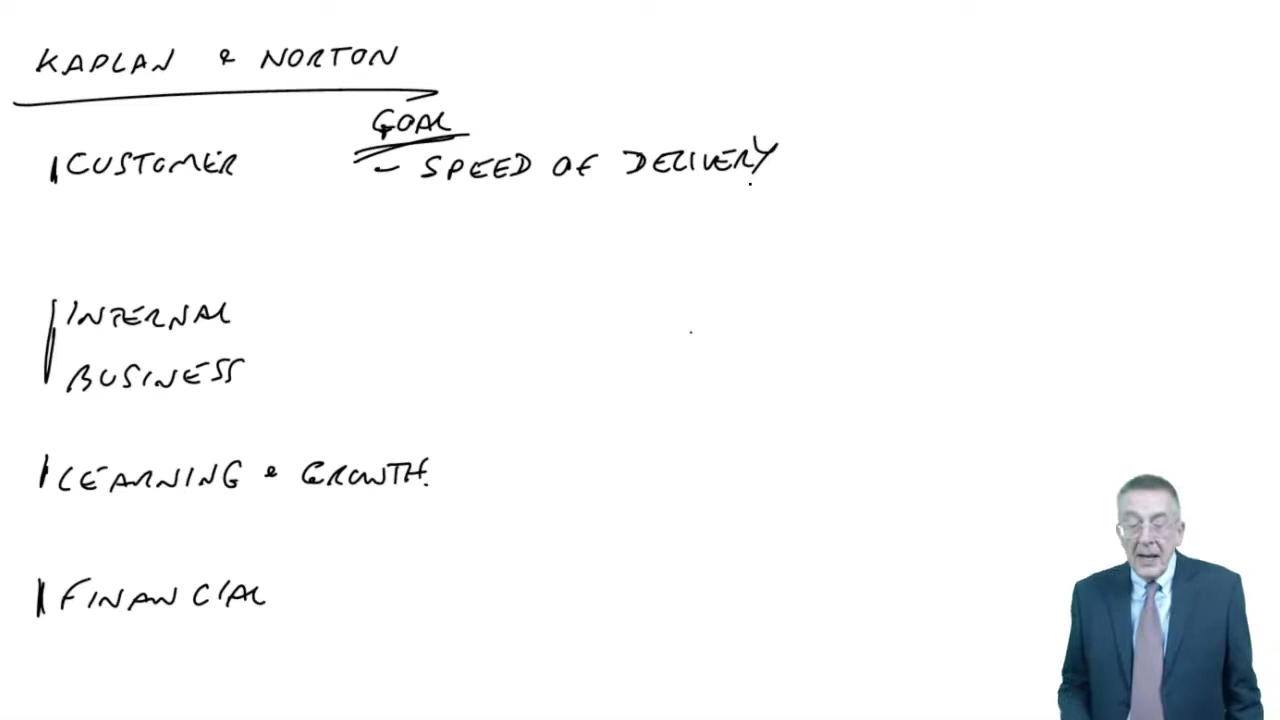 KAPLAN & NORTON
GOAL
CUSTOMER - SPEED OF DELIVERY
INTERNAL
BUSINESS
LEARNING & GROWTH.
FINANCIAL